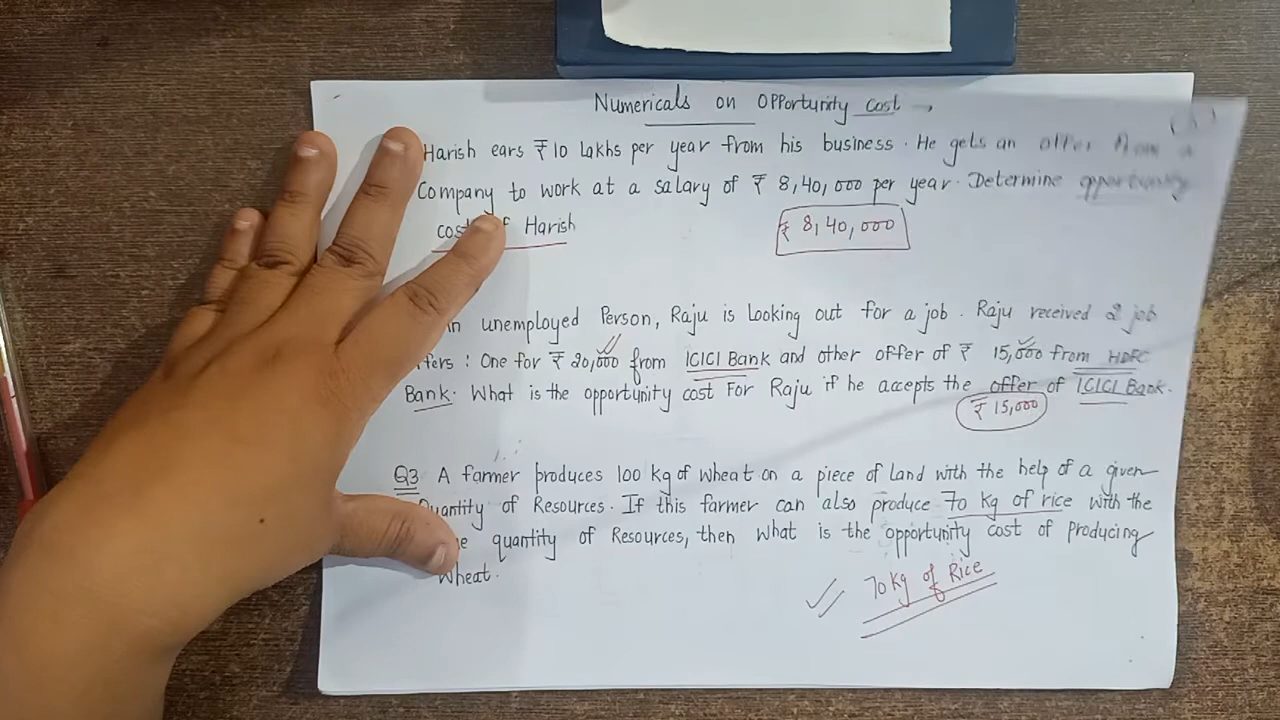 Numericals on Opportunity Cost →
Harish ears ₹10 Lakhs per year from his business. He gets an offer from a
Company to work at a salary of ₹ 8,40,000 per year. Determine opportunity
Harish
₹ 8,40,000
unemployed Person, Raju is Looking out for a job. Raju received 2 job
: One for ₹ 20,000 from ICICI Bank and other offer of ₹ 15,000 from HDFC
Bank. What is the opportunity cost For Raju if he accepts the offer of ICICI Bank.
₹ 15,000
Q3 A farmer produces 100 kg of wheat on a piece of Land with the help of a given
Quantity of Resources. If this farmer can also produce 70 kg of rice with the
quantity of Resources, then what is the opportunity cost of Producing
Wheat.
70 kg of Rice